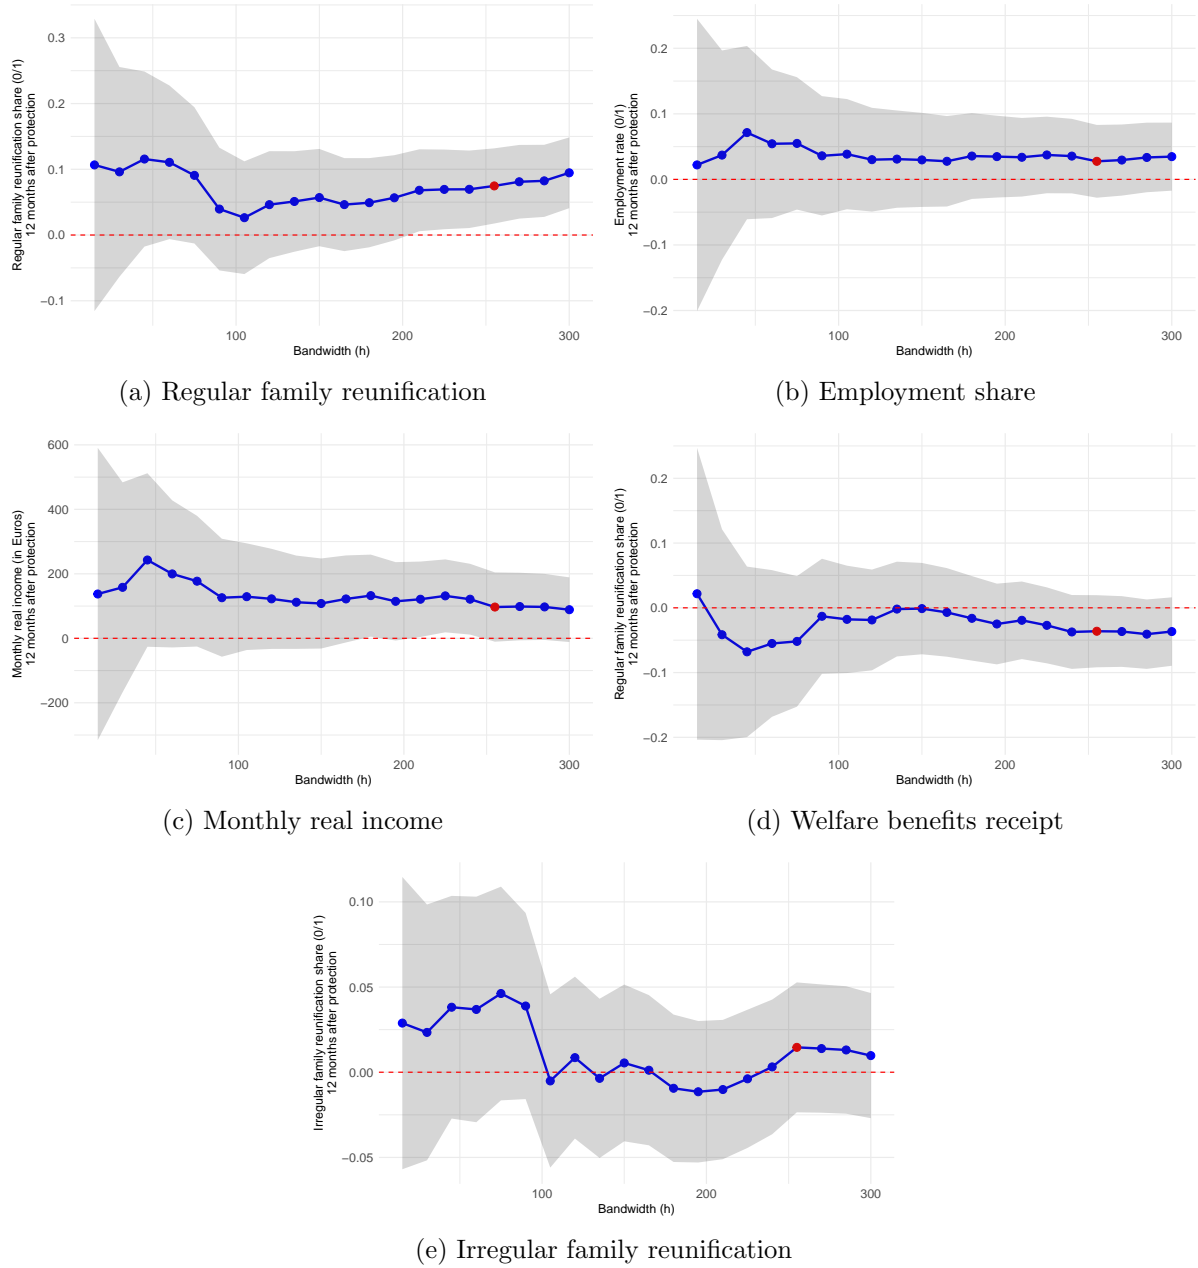 Regular family reunification share (0/1)
12 months after protection
0.3
0.2
0.1
0.0
−0.1
100
200
300
Bandwidth (h)
(a) Regular family reunification
Employment rate (0/1)
12 months after protection
0.2
0.1
0.0
−0.1
−0.2
100
200
300
Bandwidth (h)
(b) Employment share
Monthly real income (in Euros)
12 months after protection
600
400
200
0
−200
100
200
300
Bandwidth (h)
(c) Monthly real income
Regular family reunification share (0/1)
12 months after protection
0.2
0.1
0.0
−0.1
−0.2
100
200
300
Bandwidth (h)
(d) Welfare benefits receipt
Irregular family reunification share (0/1)
12 months after protection
0.10
0.05
0.00
−0.05
100
200
300
Bandwidth (h)
(e) Irregular family reunification